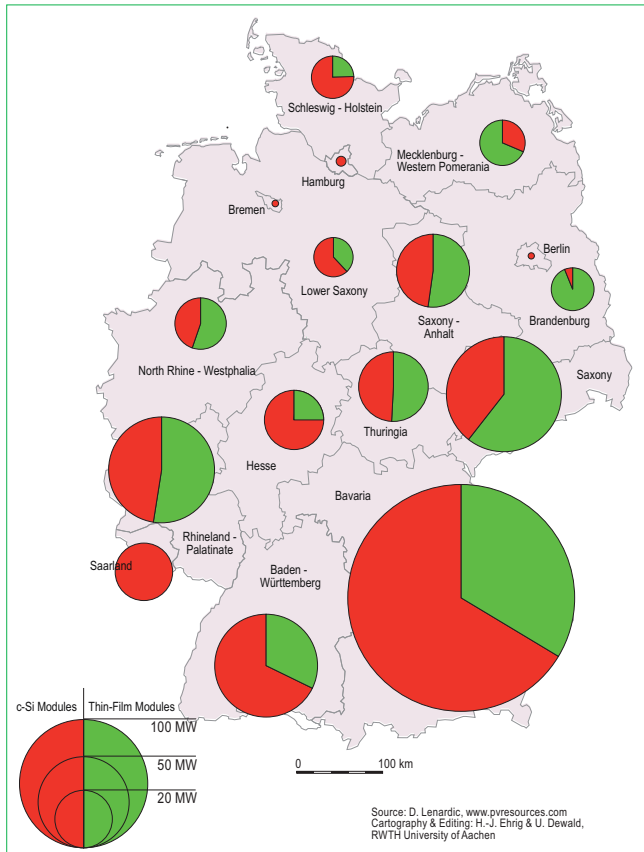 Schleswig - Holstein
Mecklenburg -
Western Pomerania
Hamburg
Bremen
Berlin
Lower Saxony
Saxony -
Anhalt
Brandenburg
North Rhine - Westphalia
Saxony
Thuringia
Hesse
Bavaria
Rhineland -
Palatinate
Saarland
Baden -
Württemberg
c-Si Modules
Thin-Film Modules
100 MW
50 MW
20 MW
0 100 km
Source: D. Lenardic, www.pvresources.com
Cartography & Editing: H.-J. Ehrig & U. Dewald,
RWTH University of Aachen